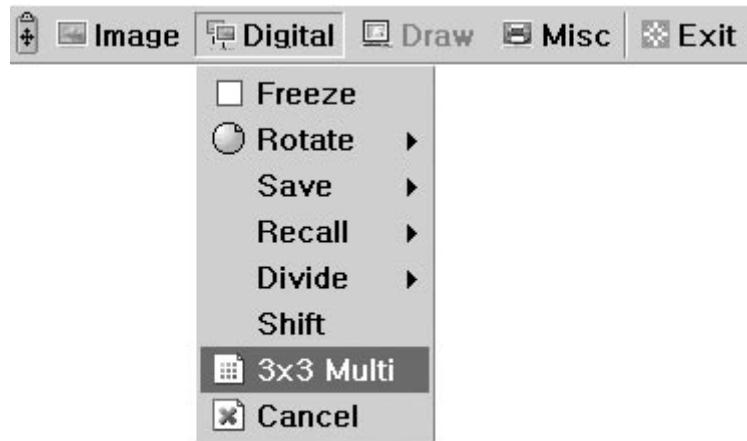 Image Digital Draw Misc Exit
Freeze
Rotate
Save
Recall
Divide
Shift
3x3 Multi
Cancel